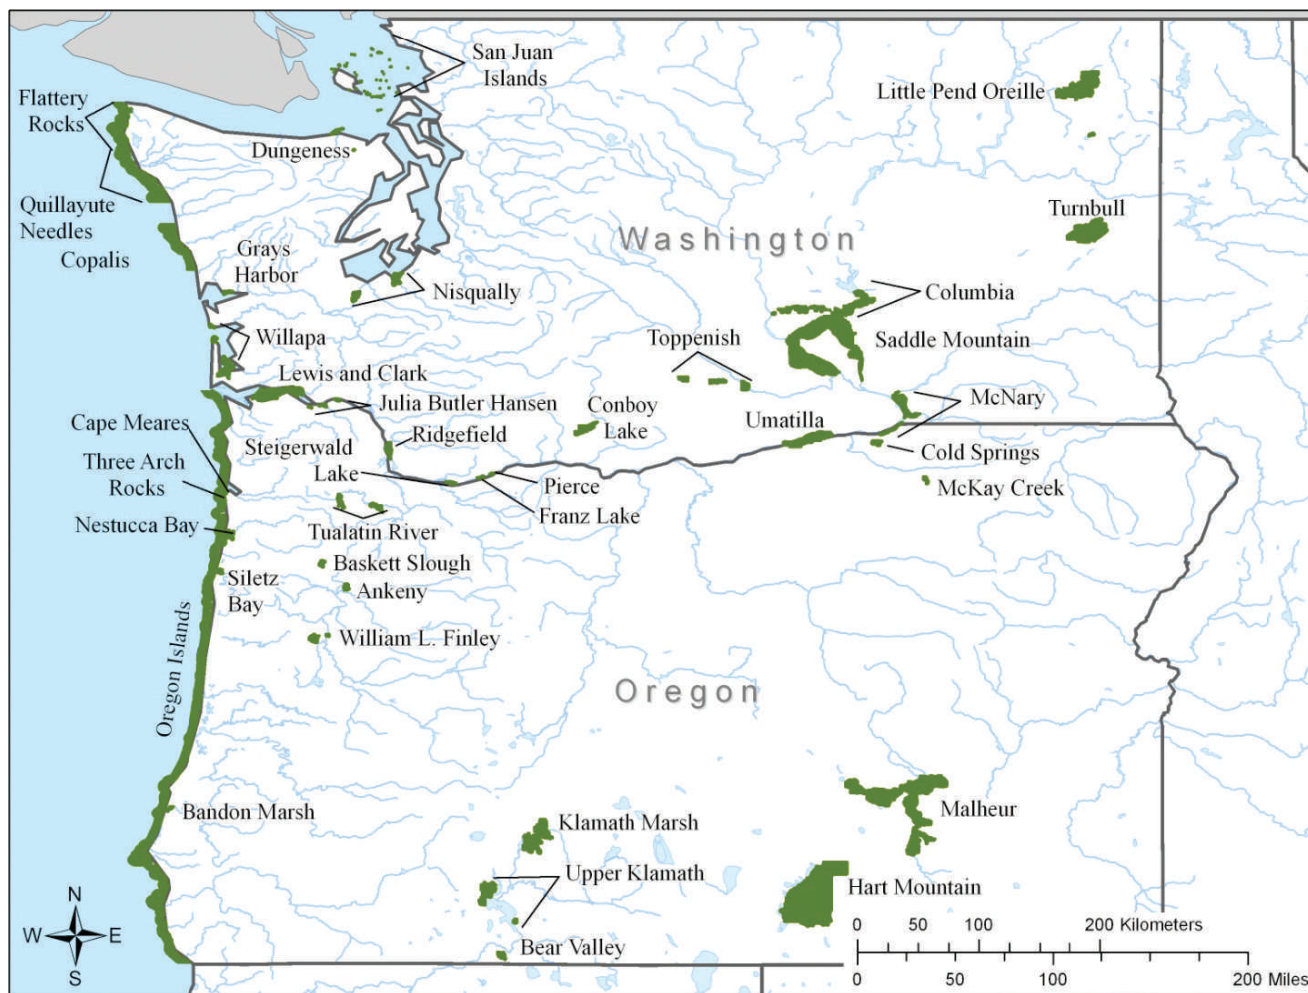 San Juan
Islands
Little Pend Oreille
Flattery
Rocks
Dungeness
Quillayute
Needles
Copalis
Turnbull
Washington
Grays
Harbor
Nisqually
Columbia
Willapa
Toppenish
Saddle Mountain
Lewis and Clark
Julia Butler Hansen
McNary
Conboy
Lake
Umatilla
Cape Meares
Ridgefield
Steigerwald
Lake
Cold Springs
Three Arch
Rocks
Pierce
McKay Creek
Franz Lake
Nestucca Bay
Tualatin River
Baskett Slough
Siletz
Bay
Ankeny
William L. Finley
Oregon Islands
Oregon
Bandon Marsh
Klamath Marsh
Malheur
Upper Klamath
Hart Mountain
Bear Valley
N
W E
S
0 50 100 200 Kilometers
0 50 100 200 Miles